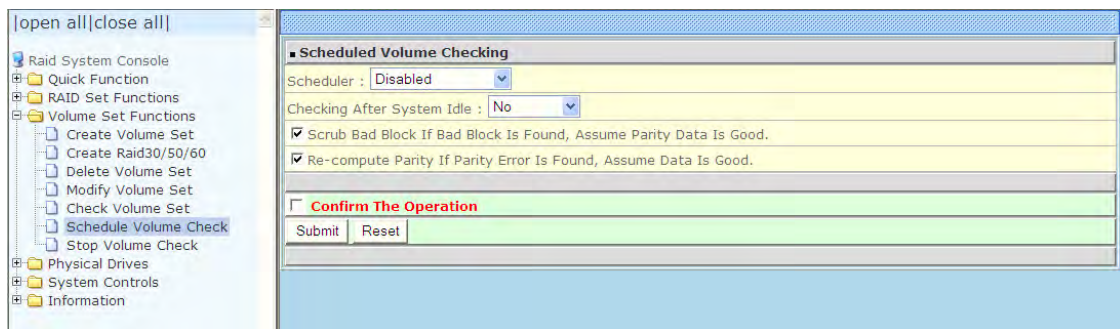 |open all|close all|
Raid System Console
Quick Function
RAID Set Functions
Volume Set Functions
Create Volume Set
Create Raid30/50/60
Delete Volume Set
Modify Volume Set
Check Volume Set
Schedule Volume Check
Stop Volume Check
Physical Drives
System Controls
Information
Scheduled Volume Checking
Scheduler : Disabled
Checking After System Idle : No
Scrub Bad Block If Bad Block Is Found, Assume Parity Data Is Good.
Re-compute Parity If Parity Error Is Found, Assume Data Is Good.
Confirm The Operation
Submit Reset